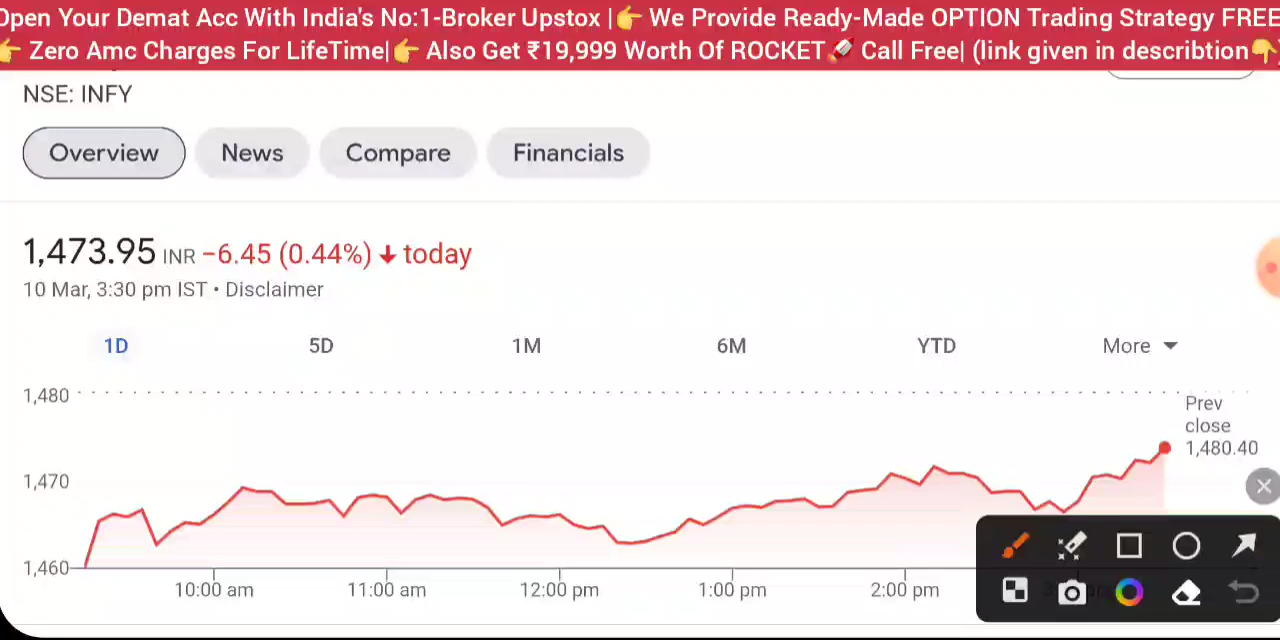 Open Your Demat Acc With India's No:1-Broker Upstox |👉 We Provide Ready-Made OPTION Trading Strategy FREE
👉 Zero Amc Charges For LifeTime|👉 Also Get ₹19,999 Worth Of ROCKET🚀 Call Free| (link given in describtion👇)
NSE: INFY
Overview News Compare Financials
1,473.95 INR −6.45 (0.44%) ↓ today
10 Mar, 3:30 pm IST • Disclaimer
1D 5D 1M 6M YTD More
1,480
Prev
close
1,480.40
1,470
1,460
10:00 am 11:00 am 12:00 pm 1:00 pm 2:00 pm